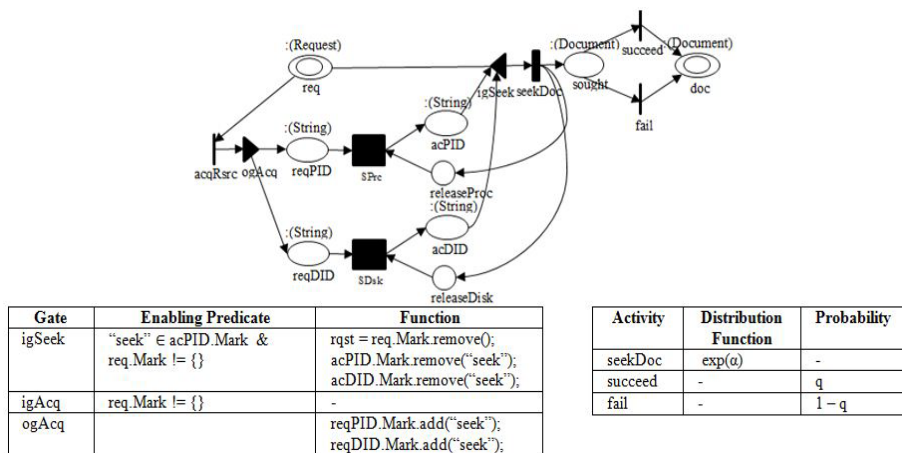 :(Request)
req
:(Document)
succeed
:(Document)
igSeek
seekDoc
sought
doc
fail
:(String)
acPID
:(String)
acqRsrc
ogAcq
reqPID
SPrc
releaseProc
:(String)
acDID
:(String)
reqDID
SDsk
releaseDisk
Gate Enabling Predicate Function
igSeek "seek" ∈ acPID.Mark & rqst = req.Mark.remove();
req.Mark != {} acPID.Mark.remove("seek");
acDID.Mark.remove("seek");
igAcq req.Mark != {} -
ogAcq reqPID.Mark.add("seek");
reqDID.Mark.add("seek");
Activity Distribution Function Probability
seekDoc exp(α) -
succeed - q
fail - 1 – q